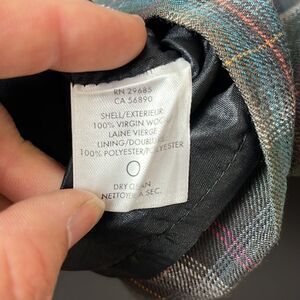 RN 29685
CA 56890
SHELL/EXTERIEUR:
100% VIRGIN WOOL/
LAINE VIERGE
LINING/DOUBLURE:
100% POLYESTER/POLYESTER
O
DRY CLEAN
NETTOYER A SEC.